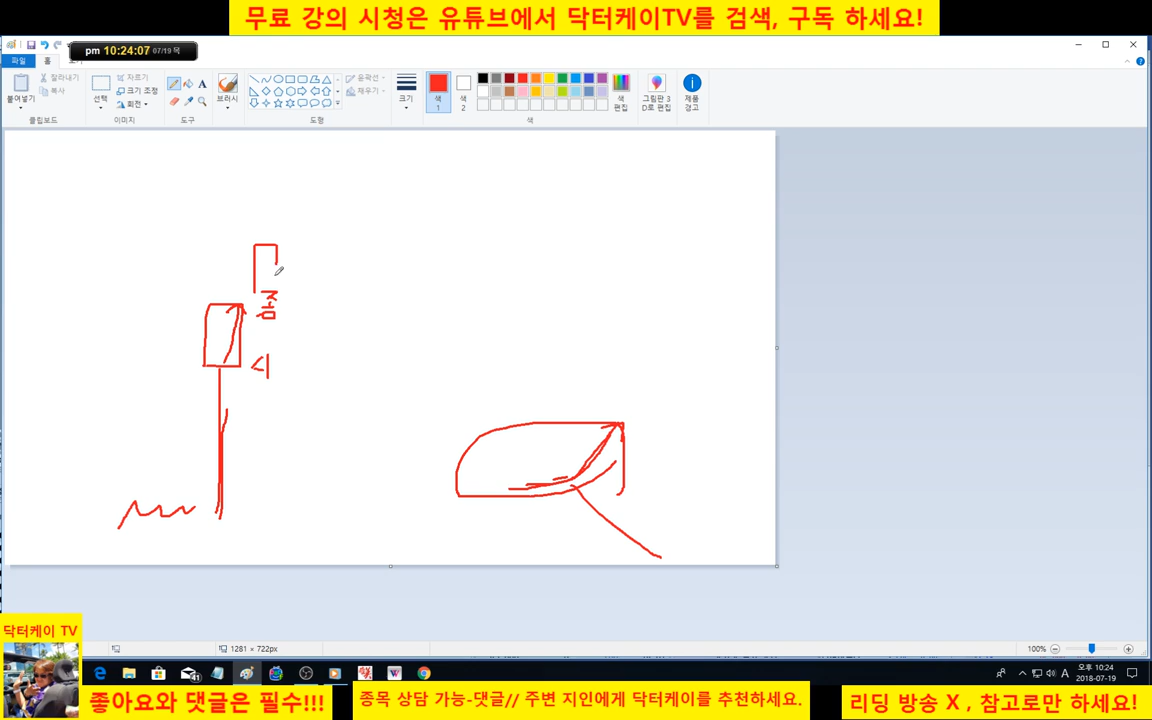 무료 강의 시청은 유튜브에서 닥터케이TV를 검색, 구독 하세요!
pm 10:24:07 07/19 목
파일 홈
붙여넣기
잘라내기
복사
클립보드
선택
자르기
크기 조정
회전
이미지
A
도구
브러시
윤곽선
채우기
도형
크기
색 1
색 2
색 편집
색
그림판 3D로 편집
제품 경고
종
시
1281 × 722px
100%
닥터케이 TV
41
A
오후 10:24
2018-07-19
좋아요와 댓글은 필수!!!
종목 상담 가능-댓글// 주변 지인에게 닥터케이를 추천하세요.
리딩 방송 X , 참고로만 하세요!